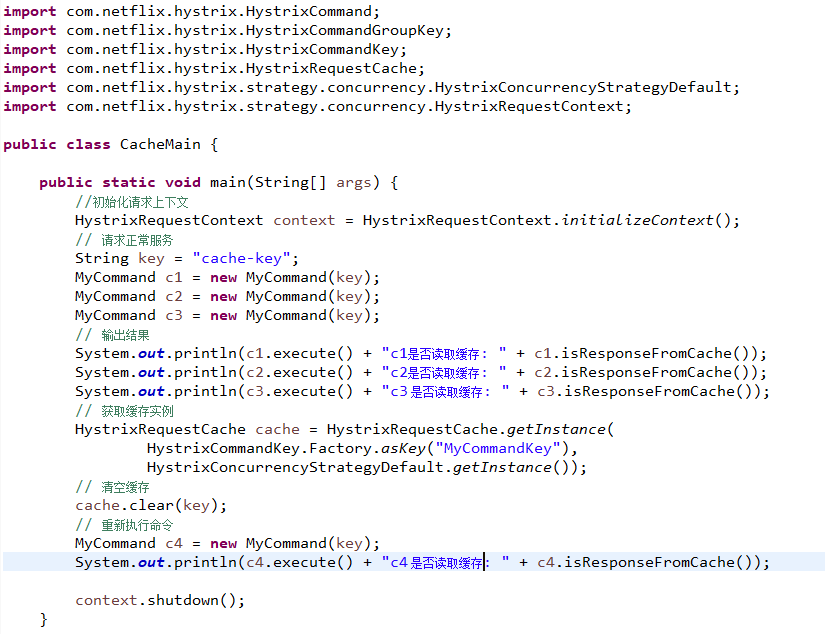 import com.netflix.hystrix.HystrixCommand;
import com.netflix.hystrix.HystrixCommandGroupKey;
import com.netflix.hystrix.HystrixCommandKey;
import com.netflix.hystrix.HystrixRequestCache;
import com.netflix.hystrix.strategy.concurrency.HystrixConcurrencyStrategyDefault;
import com.netflix.hystrix.strategy.concurrency.HystrixRequestContext;

public class CacheMain {

    public static void main(String[] args) {
        //初始化请求上下文
        HystrixRequestContext context = HystrixRequestContext.initializeContext();
        // 请求正常服务
        String key = "cache-key";
        MyCommand c1 = new MyCommand(key);
        MyCommand c2 = new MyCommand(key);
        MyCommand c3 = new MyCommand(key);
        // 输出结果
        System.out.println(c1.execute() + "c1是否读取缓存: " + c1.isResponseFromCache());
        System.out.println(c2.execute() + "c2是否读取缓存: " + c2.isResponseFromCache());
        System.out.println(c3.execute() + "c3是否读取缓存: " + c3.isResponseFromCache());
        // 获取缓存实例
        HystrixRequestCache cache = HystrixRequestCache.getInstance(
                HystrixCommandKey.Factory.asKey("MyCommandKey"),
                HystrixConcurrencyStrategyDefault.getInstance());
        // 清空缓存
        cache.clear(key);
        // 重新执行命令
        MyCommand c4 = new MyCommand(key);
        System.out.println(c4.execute() + "c4是否读取缓存: " + c4.isResponseFromCache());

        context.shutdown();
    }